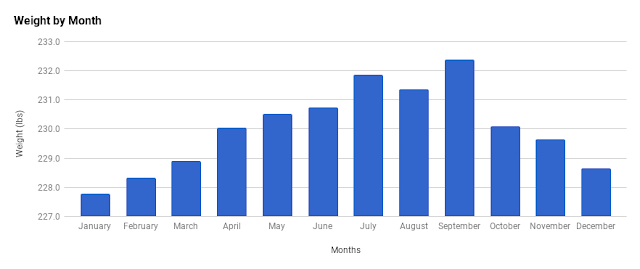 Weight by Month
Weight (lbs)
233.0
232.0
231.0
230.0
229.0
228.0
227.0
January February March April May June July August September October November December
Months